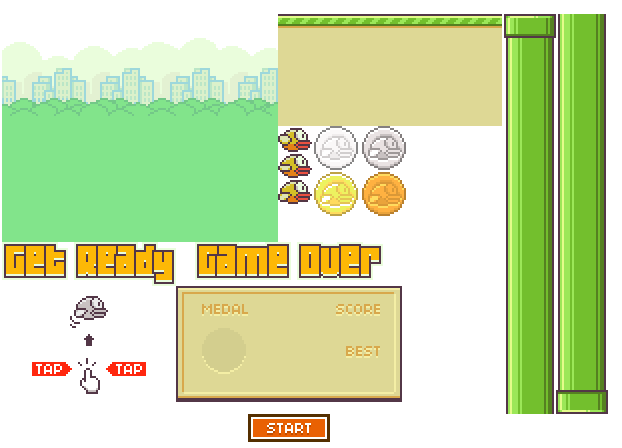 Get Ready
Game Over
MEDAL
SCORE
BEST
TAP
TAP
START